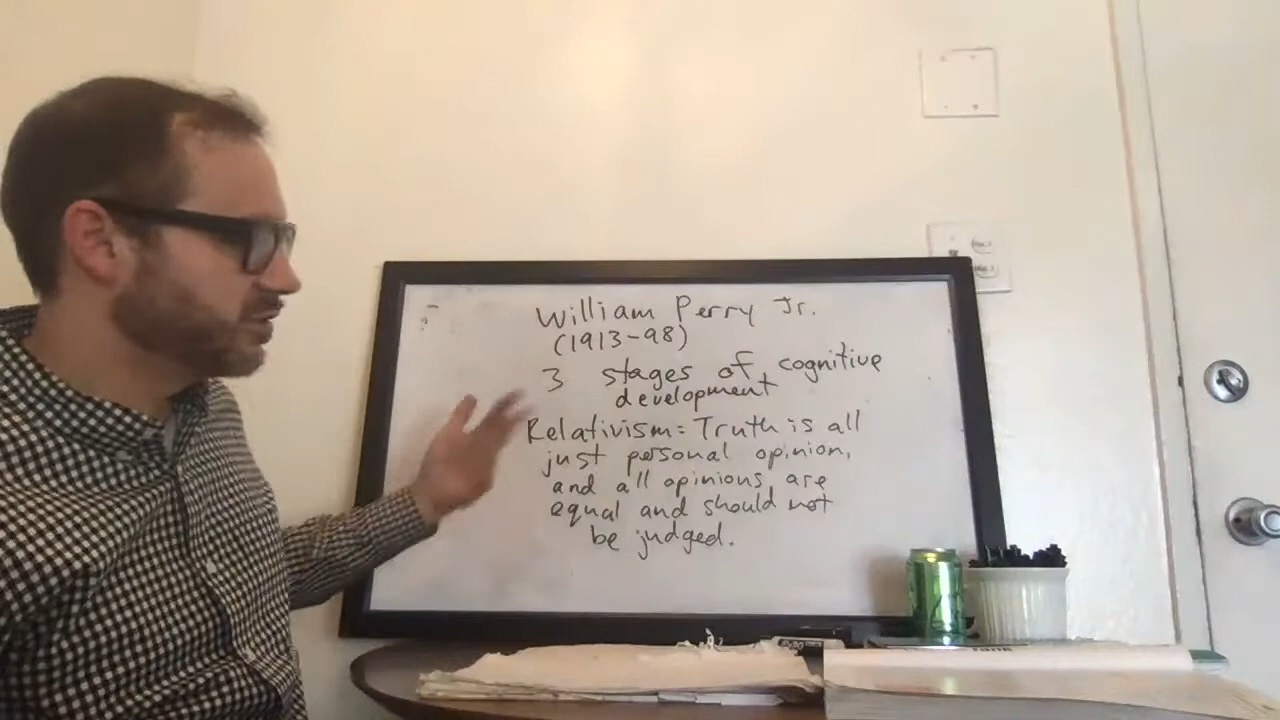 William Perry Jr.
(1913-98)
3 stages of cognitive
development
Relativism: Truth is all
just personal opinion,
and all opinions are
equal and should not
be judged.